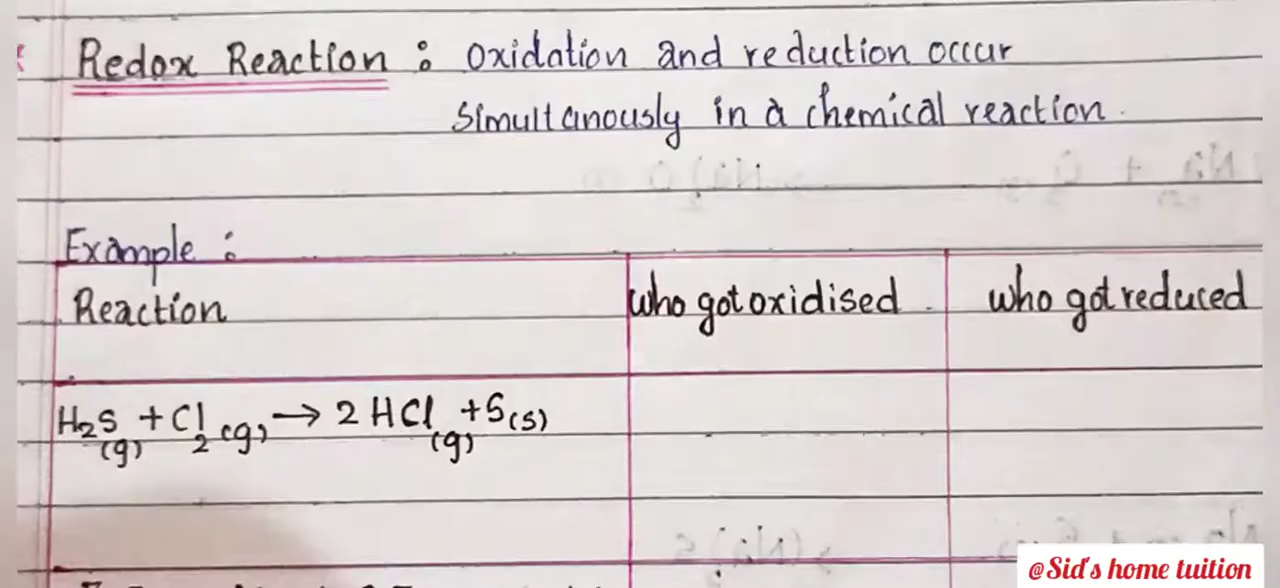 Redox Reaction : Oxidation and reduction occur
simultanously in a chemical reaction.
Example :
Reaction who got oxidised. who got reduced
H₂S(g) + Cl₂(g) → 2HCl(g) + S(s)
@Sid's home tuition